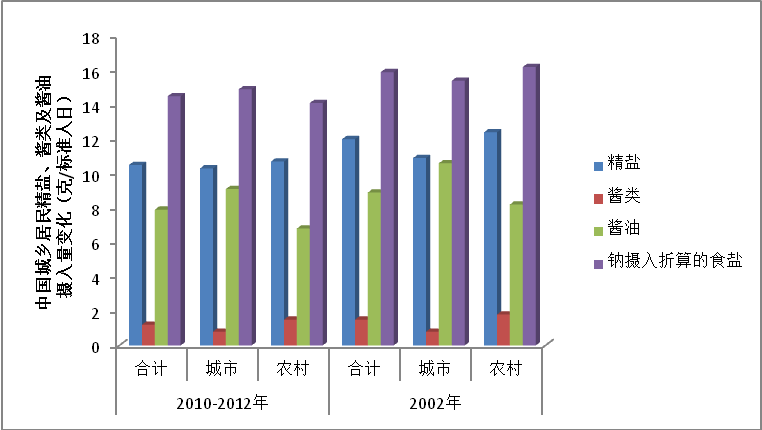 中国城乡居民精盐、酱类及酱油
摄入量变化（克/标准人日）
18
16
14
12
10
8
6
4
2
0
合计 城市 农村 合计 城市 农村
2010-2012年 2002年
精盐
酱类
酱油
钠摄入折算的食盐